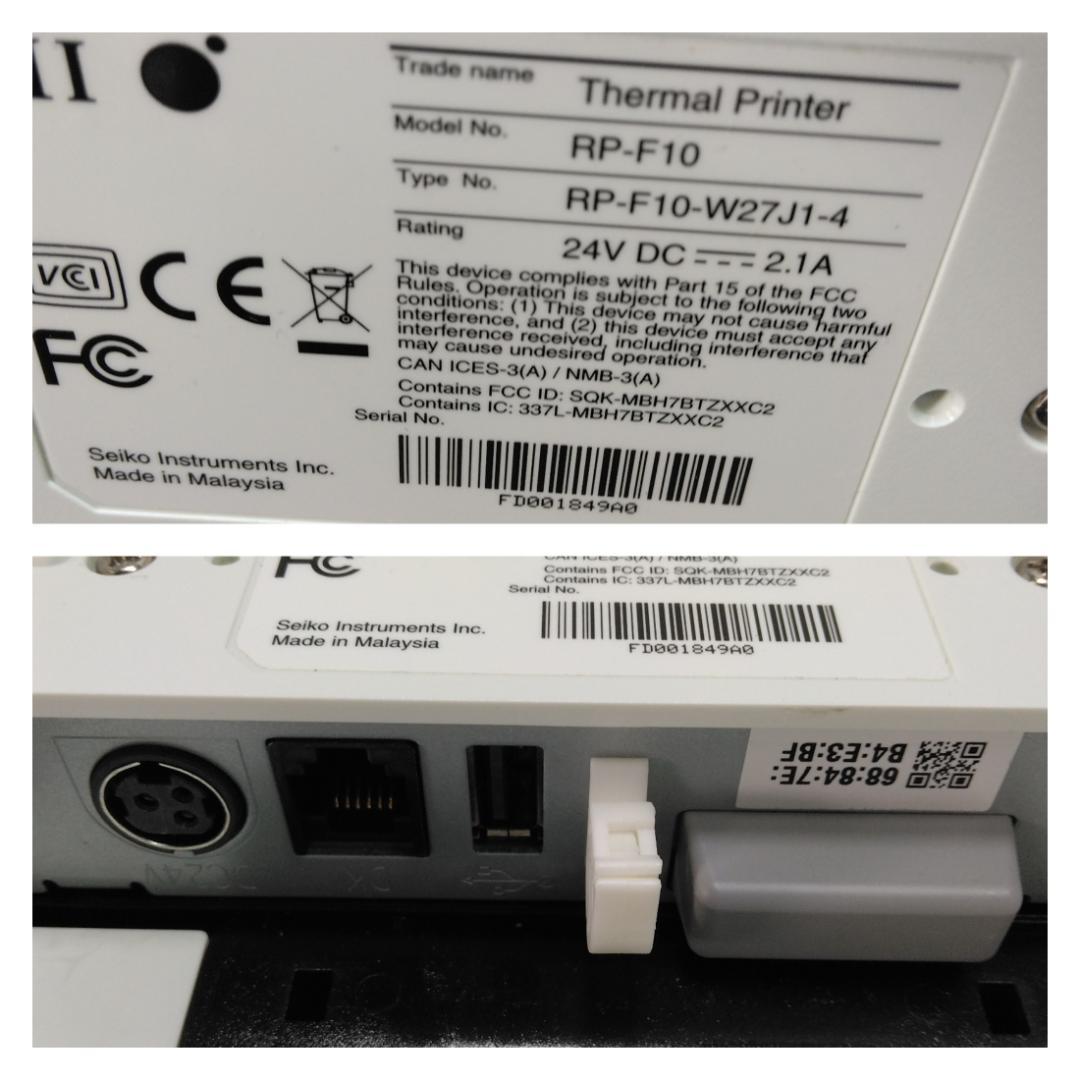 II
Trade name Thermal Printer
Model No. RP-F10
Type No. RP-F10-W27J1-4
Rating 24V DC 2.1A
This device complies with Part 15 of the FCC
Rules. Operation is subject to the following two
conditions: (1) This device may not cause harmful
interference, and (2) this device must accept any
interference received, including interference that
may cause undesired operation.
CAN ICES-3(A) / NMB-3(A)
Contains FCC ID: SQK-MBH7BTZXXC2
Contains IC: 337L-MBH7BTZXXC2
Serial No.
FD001849A0
VCCI
CE
FC
Seiko Instruments Inc.
Made in Malaysia
FC
CAN ICES-3(A) / NMB-3(A)
Contains FCC ID: SQK-MBH7BTZXXC2
Contains IC: 337L-MBH7BTZXXC2
Serial No.
FD001849A0
Seiko Instruments Inc.
Made in Malaysia
68:84:7E:
B4:E3:BF
DC24V
DK